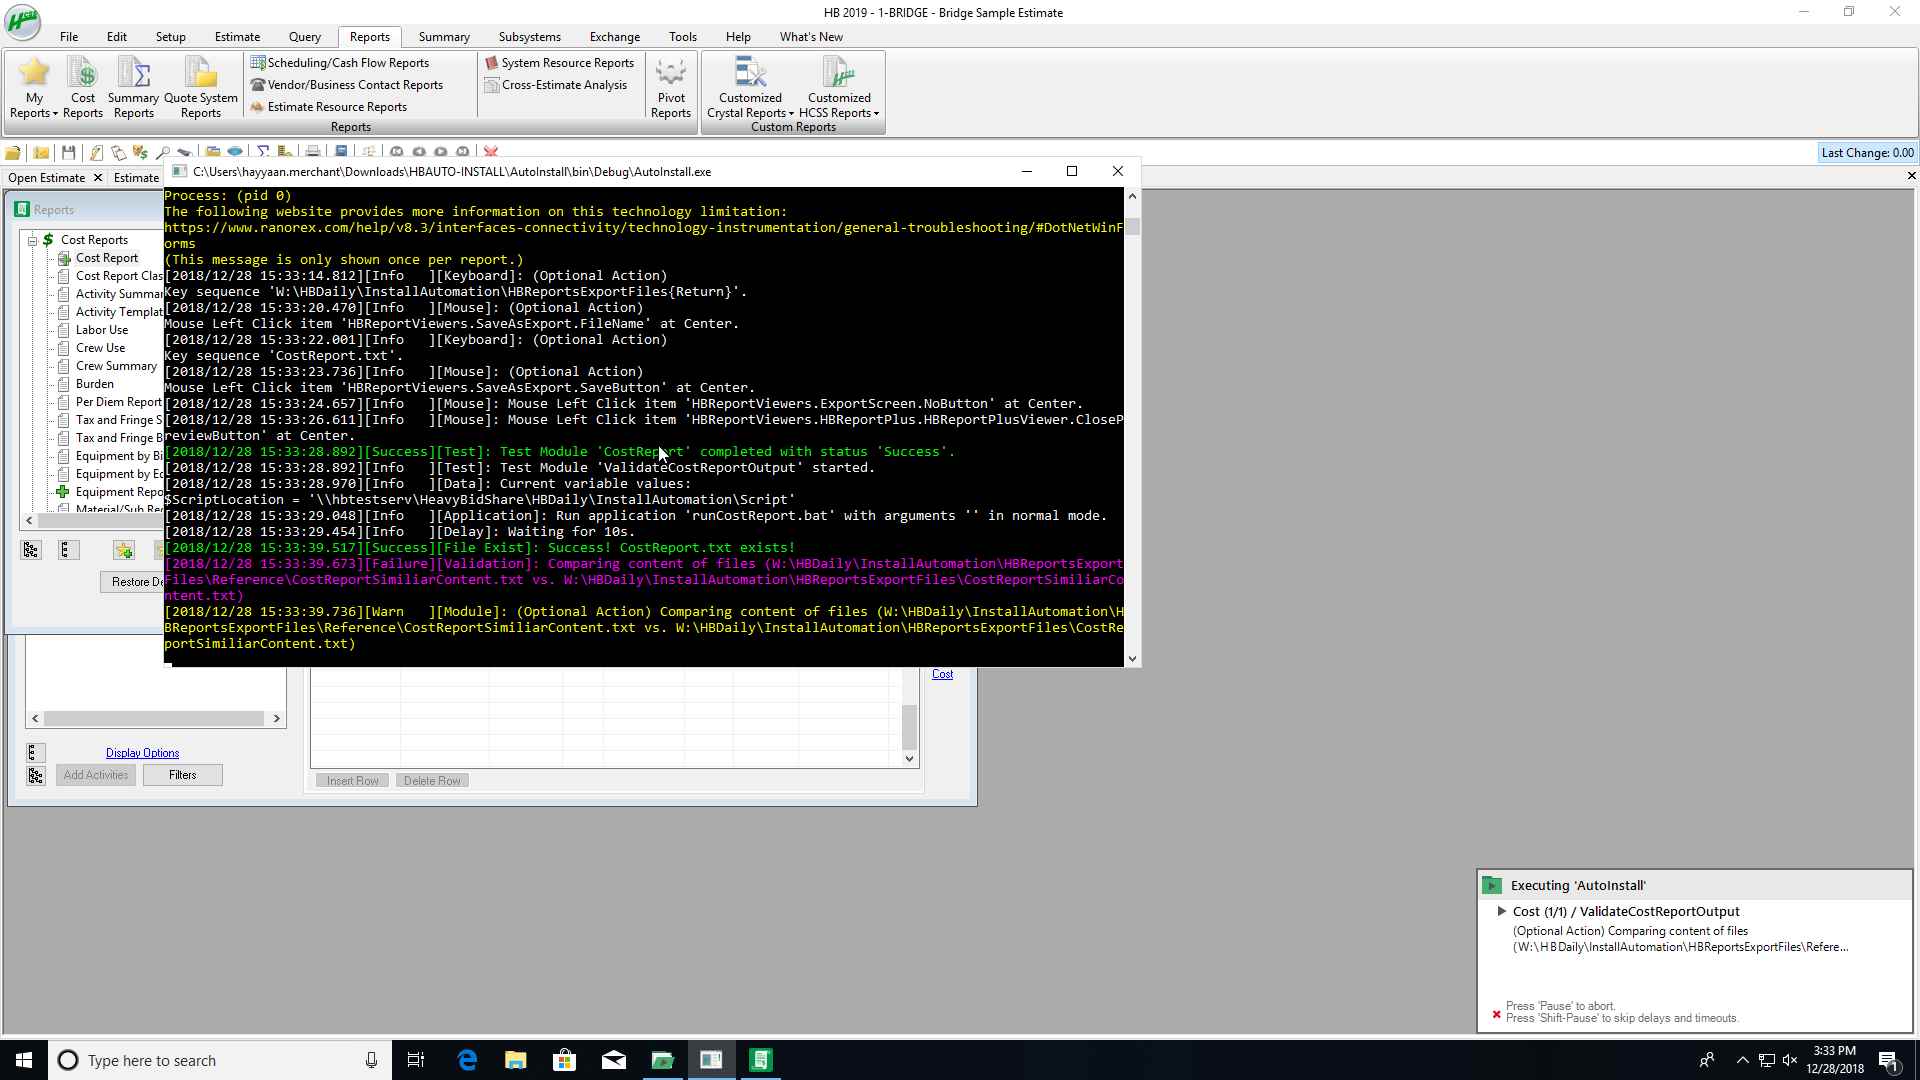 HB 2019 - 1-BRIDGE - Bridge Sample Estimate
File Edit Setup Estimate Query Reports Summary Subsystems Exchange Tools Help What's New
My Reports
Cost Reports
Summary Reports
Quote System Reports
Scheduling/Cash Flow Reports
Vendor/Business Contact Reports
Estimate Resource Reports
System Resource Reports
Cross-Estimate Analysis
Pivot Reports
Customized Crystal Reports
Customized HCSS Reports
Reports
Custom Reports
Last Change: 0.00
Open Estimate
Estimate
C:\Users\hayyaan.merchant\Downloads\HBAUTO-INSTALL\AutoInstall\bin\Debug\AutoInstall.exe
Process: (pid 0)
The following website provides more information on this technology limitation:
https://www.ranorex.com/help/v8.3/interfaces-connectivity/technology-instrumentation/general-troubleshooting/#DotNetWinF
orms
(This message is only shown once per report.)
[2018/12/28 15:33:14.812][Info   ][Keyboard]: (Optional Action)
Key sequence 'W:\HBDaily\InstallAutomation\HBReportsExportFiles{Return}'.
[2018/12/28 15:33:20.470][Info   ][Mouse]: (Optional Action)
Mouse Left Click item 'HBReportViewers.SaveAsExport.FileName' at Center.
[2018/12/28 15:33:22.001][Info   ][Keyboard]: (Optional Action)
Key sequence 'CostReport.txt'.
[2018/12/28 15:33:23.736][Info   ][Mouse]: (Optional Action)
Mouse Left Click item 'HBReportViewers.SaveAsExport.SaveButton' at Center.
[2018/12/28 15:33:24.657][Info   ][Mouse]: Mouse Left Click item 'HBReportViewers.ExportScreen.NoButton' at Center.
[2018/12/28 15:33:26.611][Info   ][Mouse]: Mouse Left Click item 'HBReportViewers.HBReportPlus.HBReportPlusViewer.CloseP
reviewButton' at Center.
[2018/12/28 15:33:28.892][Success][Test]: Test Module 'CostReport' completed with status 'Success'.
[2018/12/28 15:33:28.892][Info   ][Test]: Test Module 'ValidateCostReportOutput' started.
[2018/12/28 15:33:28.970][Info   ][Data]: Current variable values:
$ScriptLocation = '\\hbtestserv\HeavyBidShare\HBDaily\InstallAutomation\Script'
[2018/12/28 15:33:29.048][Info   ][Application]: Run application 'runCostReport.bat' with arguments '' in normal mode.
[2018/12/28 15:33:29.454][Info   ][Delay]: Waiting for 10s.
[2018/12/28 15:33:39.517][Success][File Exist]: Success! CostReport.txt exists!
[2018/12/28 15:33:39.673][Failure][Validation]: Comparing content of files (W:\HBDaily\InstallAutomation\HBReportsExport
Files\Reference\CostReportSimiliarContent.txt vs. W:\HBDaily\InstallAutomation\HBReportsExportFiles\CostReportSimiliarCo
ntent.txt)
[2018/12/28 15:33:39.736][Warn   ][Module]: (Optional Action) Comparing content of files (W:\HBDaily\InstallAutomation\H
BReportsExportFiles\Reference\CostReportSimiliarContent.txt vs. W:\HBDaily\InstallAutomation\HBReportsExportFiles\CostRe
portSimiliarContent.txt)
Reports
Cost Reports
Cost Report
Cost Report Clas
Activity Summar
Activity Templat
Labor Use
Crew Use
Crew Summary
Burden
Per Diem Report
Tax and Fringe S
Tax and Fringe B
Equipment by Bi
Equipment by Ec
Equipment Repo
Material/Sub Re
Restore De
Cost
Display Options
Add Activities
Filters
Insert Row
Delete Row
Executing 'AutoInstall'
Cost (1/1) / ValidateCostReportOutput
(Optional Action) Comparing content of files
(W:\HBDaily\InstallAutomation\HBReportsExportFiles\Refere...
Press 'Pause' to abort.
Press 'Shift-Pause' to skip delays and timeouts.
Type here to search
3:33 PM
12/28/2018
1